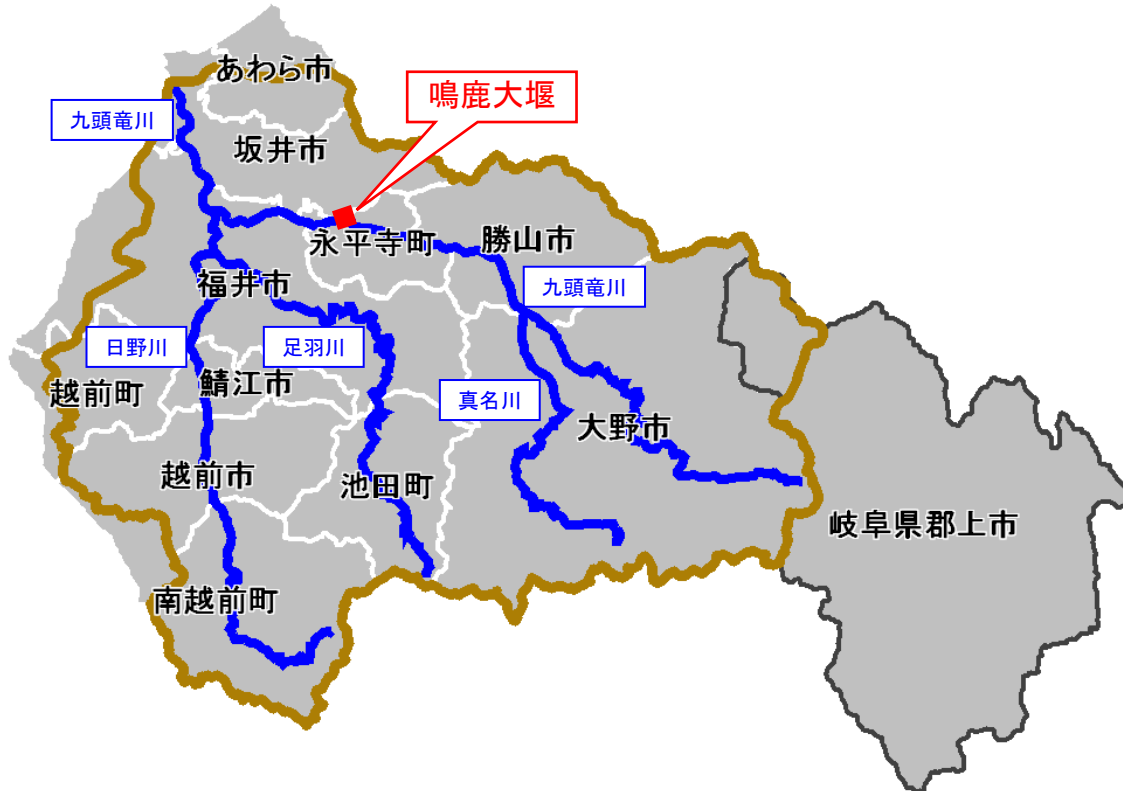 あわら市
鳴鹿大堰
九頭竜川
坂井市
永平寺町
勝山市
福井市
九頭竜川
日野川
足羽川
越前町
鯖江市
真名川
大野市
越前市
池田町
岐阜県郡上市
南越前町